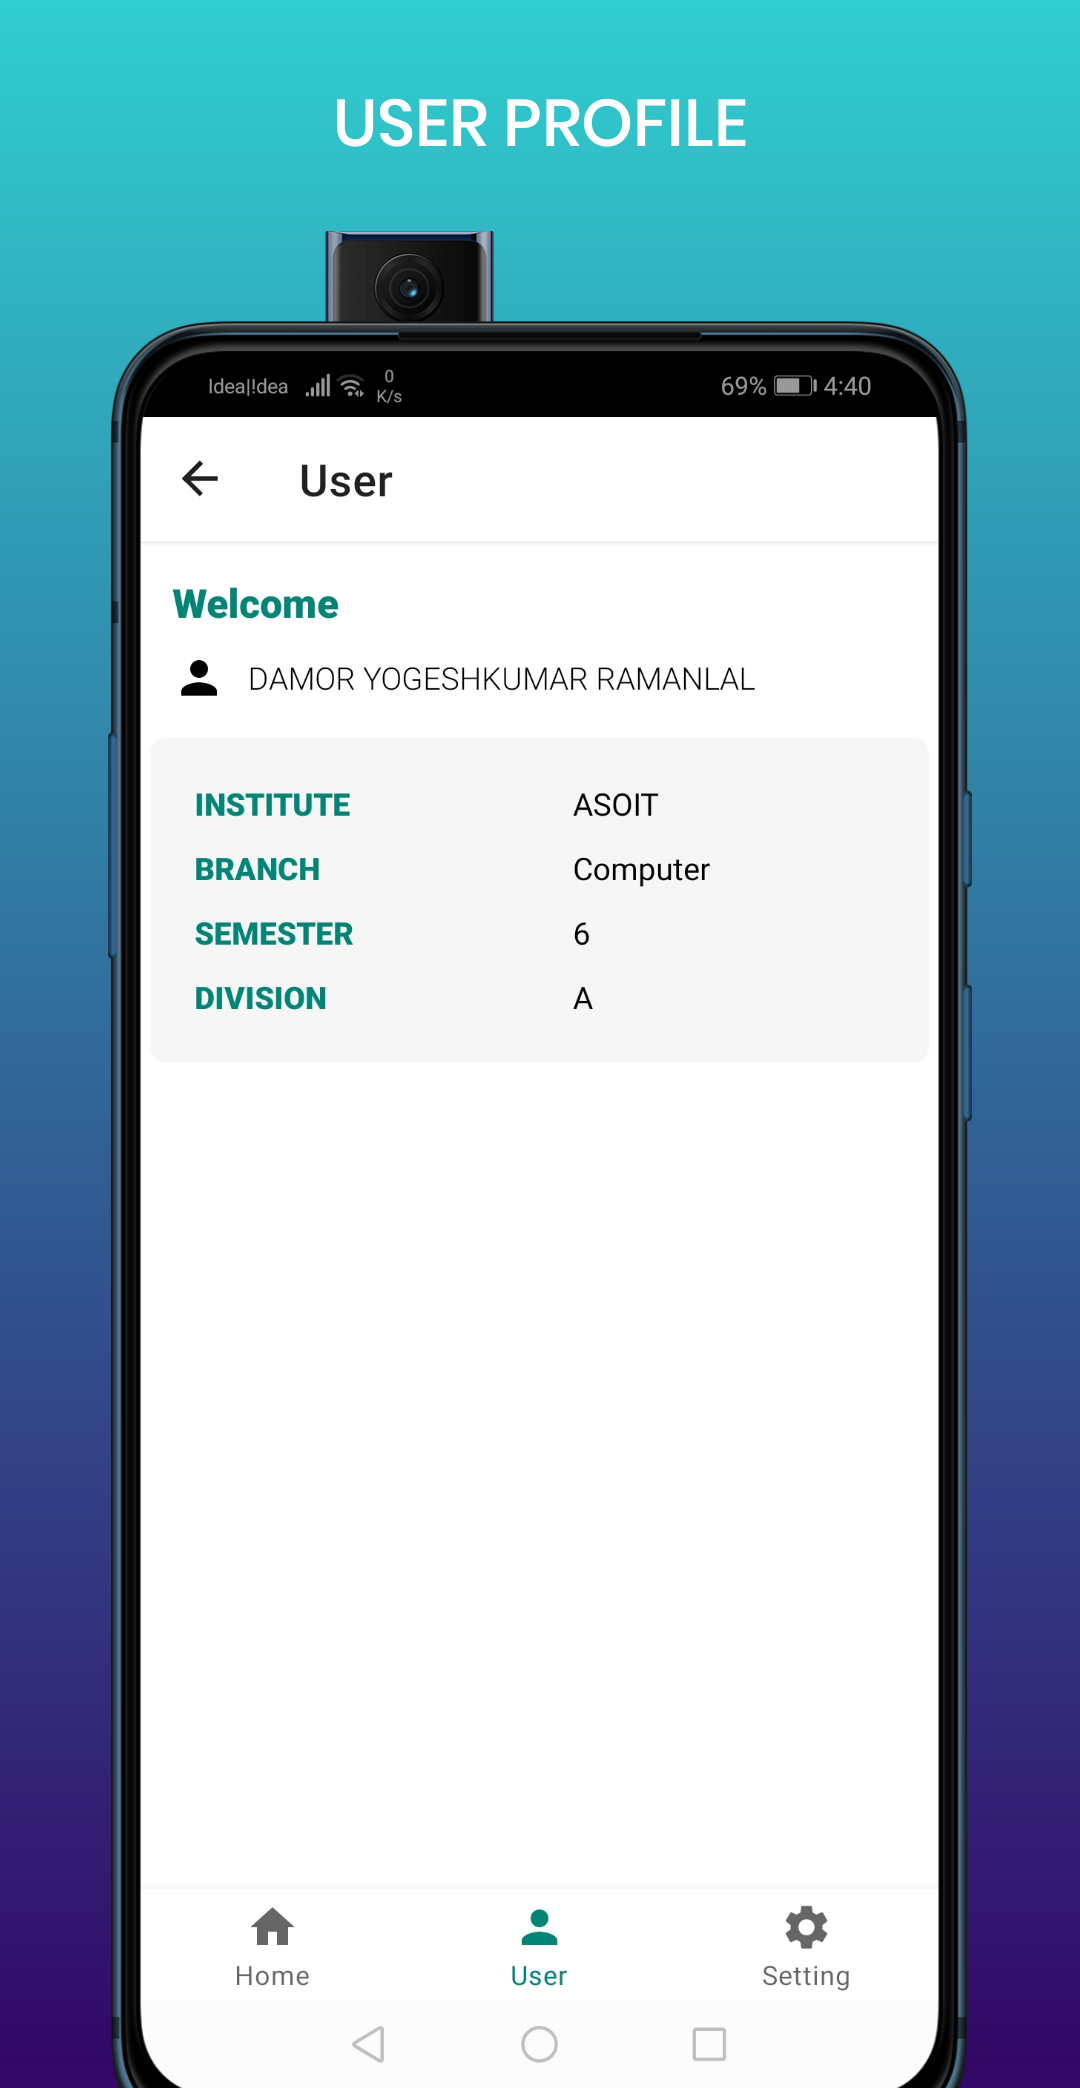 USER PROFILE
Idea|!dea 0 K/s 69% 4:40
User
Welcome
DAMOR YOGESHKUMAR RAMANLAL
INSTITUTE ASOIT
BRANCH Computer
SEMESTER 6
DIVISION A
Home User Setting